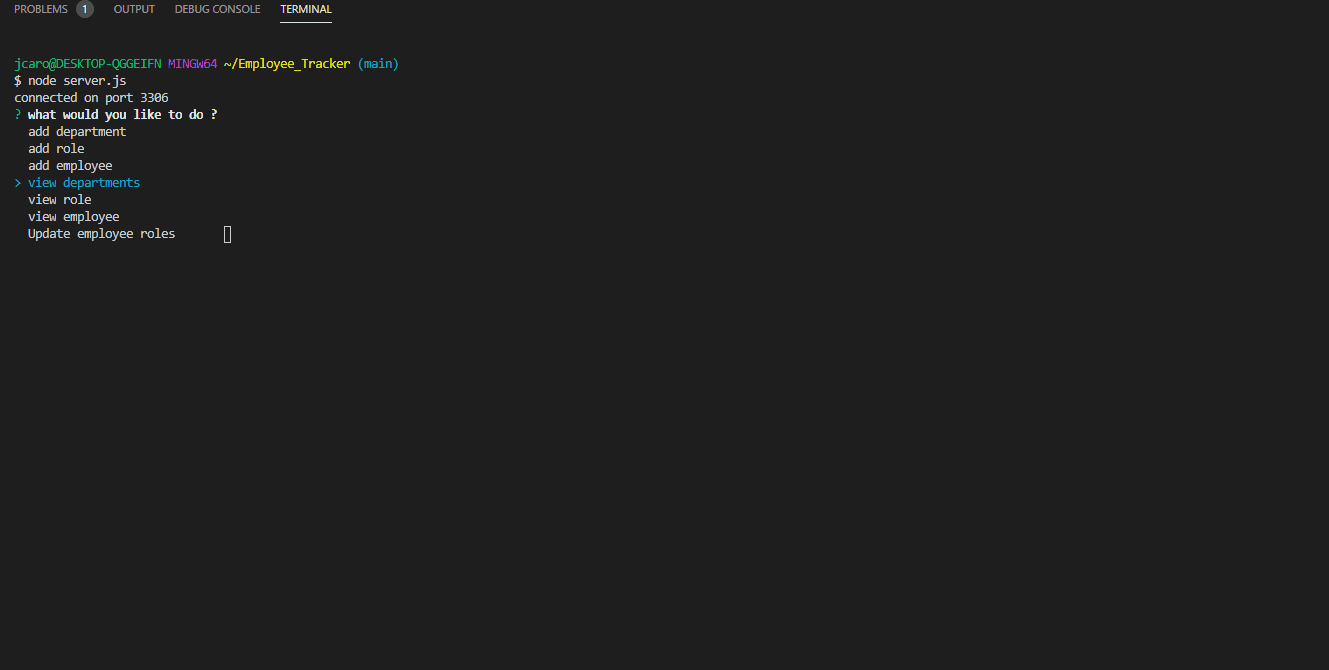 PROBLEMS 1 OUTPUT DEBUG CONSOLE TERMINAL
jcaro@DESKTOP-QGGEIFN MINGW64 ~/Employee_Tracker (main)
$ node server.js
connected on port 3306
? what would you like to do ?
add department
add role
add employee
> view departments
view role
view employee
Update employee roles